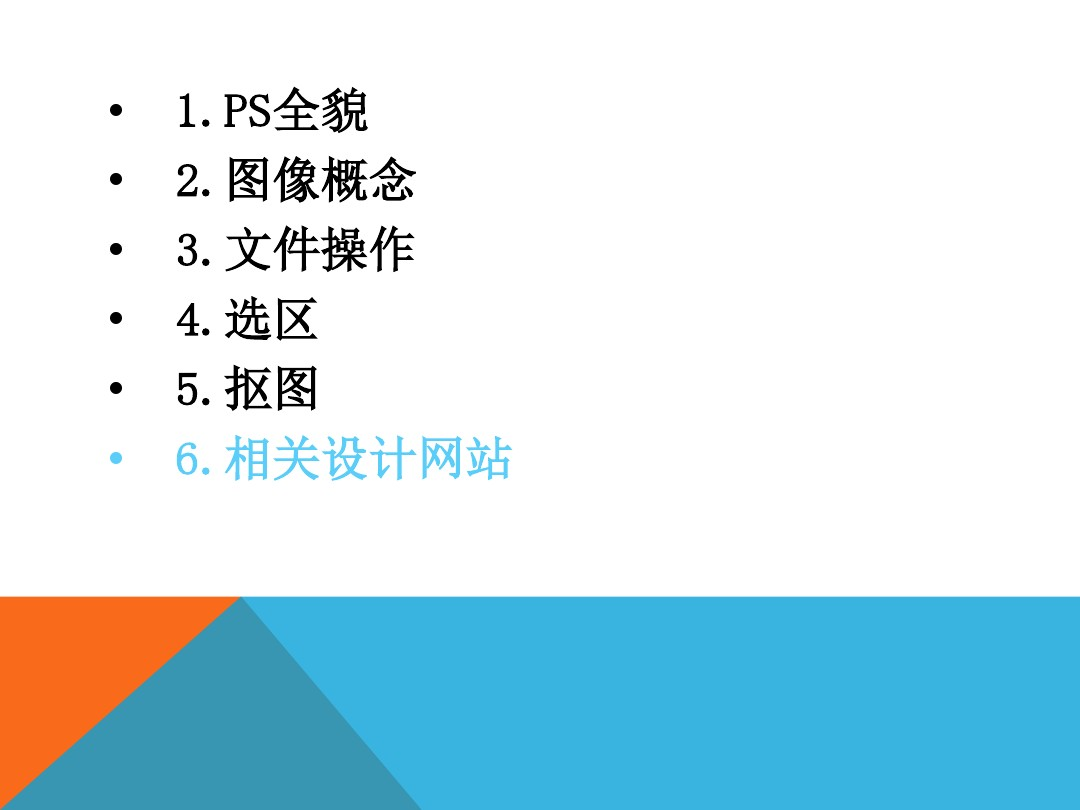 • 1.PS全貌
• 2.图像概念
• 3.文件操作
• 4.选区
• 5.抠图
• 6.相关设计网站